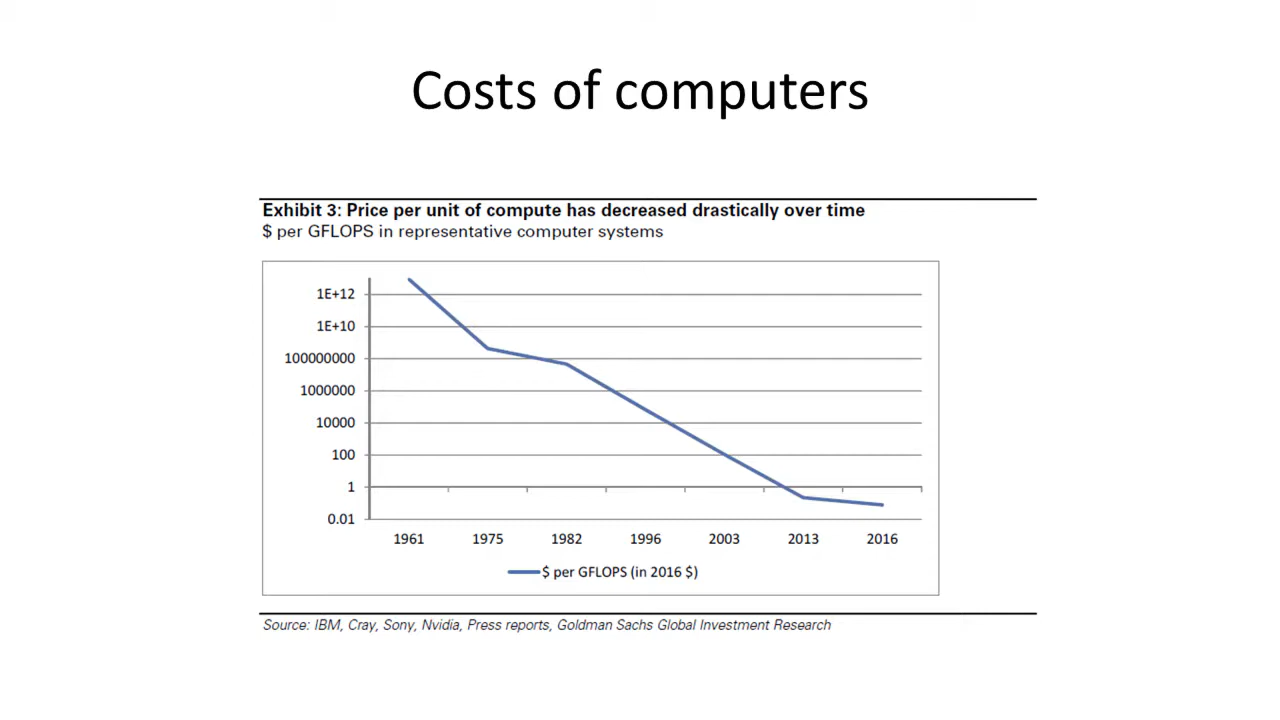 Costs of computers
Exhibit 3: Price per unit of compute has decreased drastically over time
$ per GFLOPS in representative computer systems
1E+12
1E+10
100000000
1000000
10000
100
1
0.01
1961 1975 1982 1996 2003 2013 2016
$ per GFLOPS (in 2016 $)
Source: IBM, Cray, Sony, Nvidia, Press reports, Goldman Sachs Global Investment Research